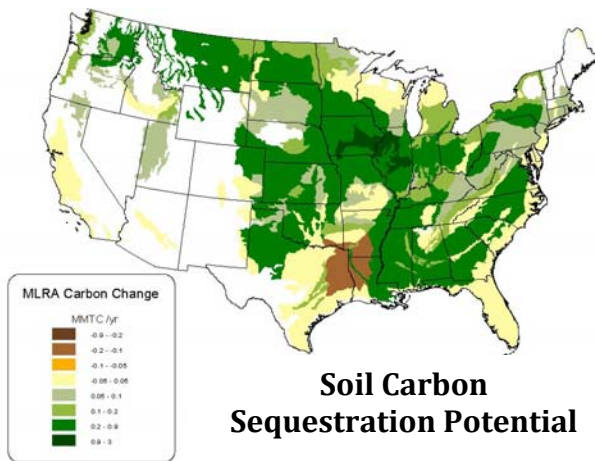 MLRA Carbon Change
MMTC /yr
-0.9 - -0.2
-0.2 - -0.1
-0.1 - -0.05
-0.05 - 0.05
0.05 - 0.1
0.1 - 0.2
0.2 - 0.9
0.9 - 3
Soil Carbon
Sequestration Potential